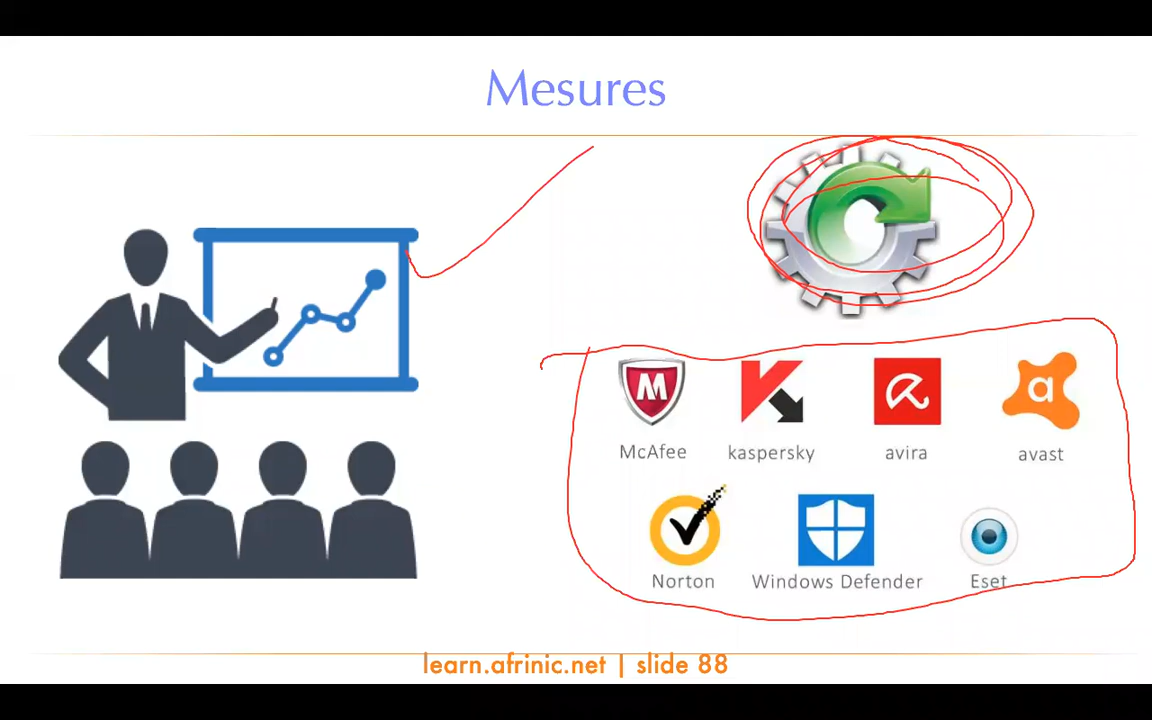 Mesures
McAfee kaspersky avira avast
Norton Windows Defender Eset
learn.afrinic.net | slide 88